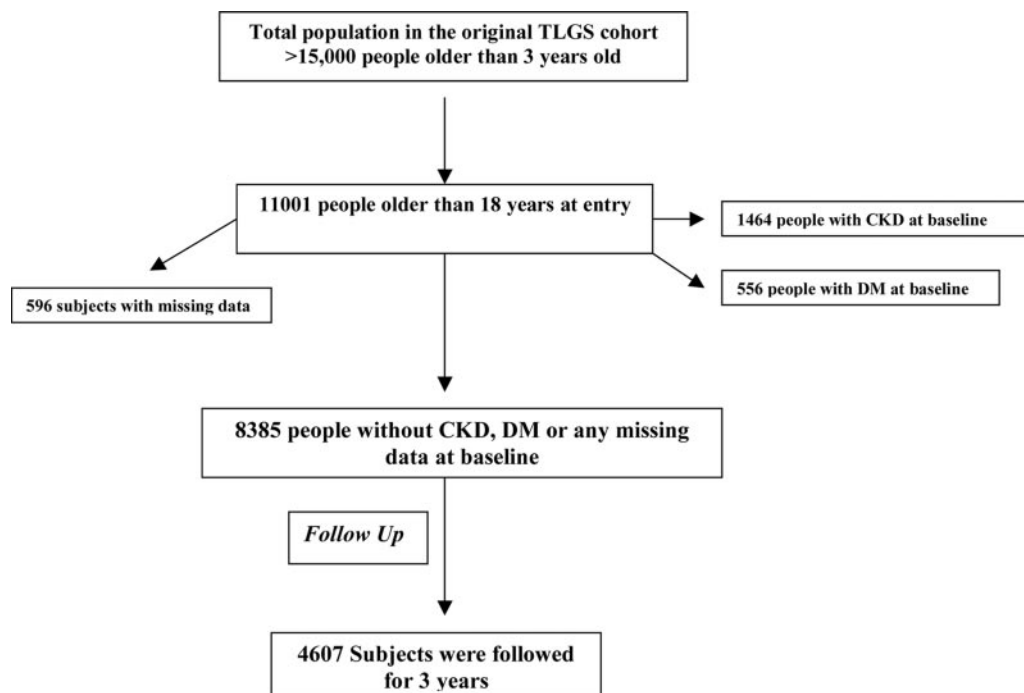 Total population in the original TLGS cohort
>15,000 people older than 3 years old
11001 people older than 18 years at entry
1464 people with CKD at baseline
596 subjects with missing data
556 people with DM at baseline
8385 people without CKD, DM or any missing
data at baseline
Follow Up
4607 Subjects were followed
for 3 years